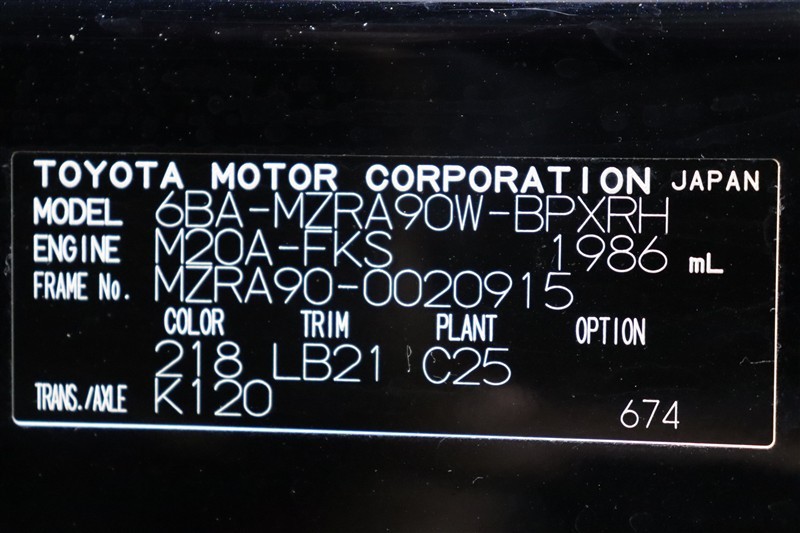 TOYOTA MOTOR CORPORATION JAPAN
MODEL 6BA-MZRA90W-BPXRH
ENGINE M20A-FKS 1986 mL
FRAME No. MZRA90-0020915
COLOR TRIM PLANT OPTION
218 LB21 C25
TRANS./AXLE K120 674